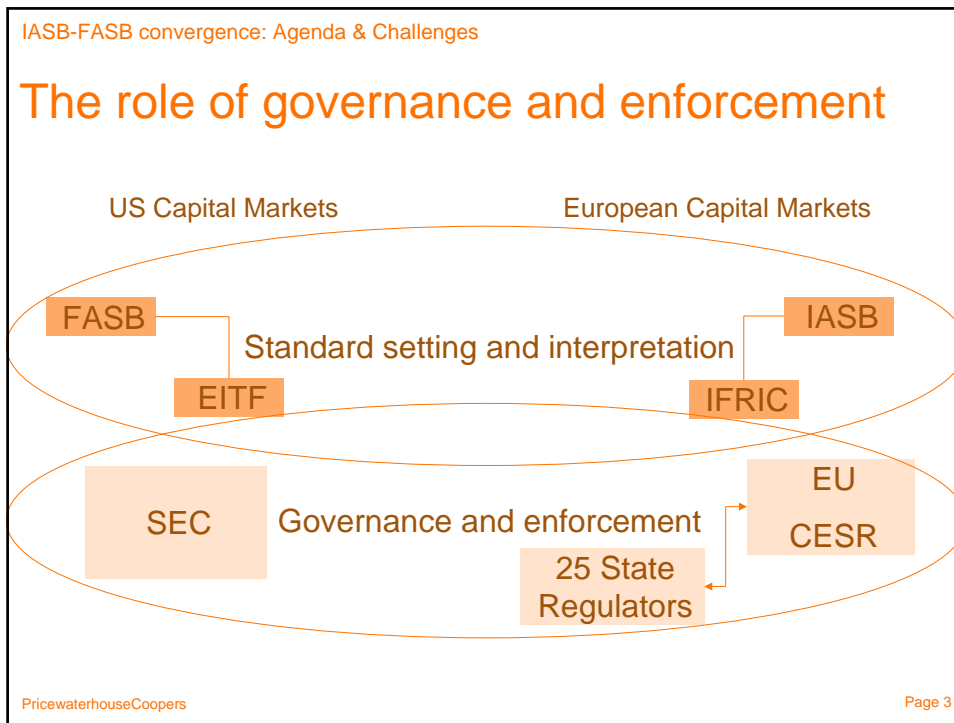 IASB-FASB convergence: Agenda & Challenges
The role of governance and enforcement
US Capital Markets
European Capital Markets
FASB
IASB
Standard setting and interpretation
EITF
IFRIC
EU
SEC
Governance and enforcement
CESR
25 State
Regulators
PricewaterhouseCoopers
Page 3